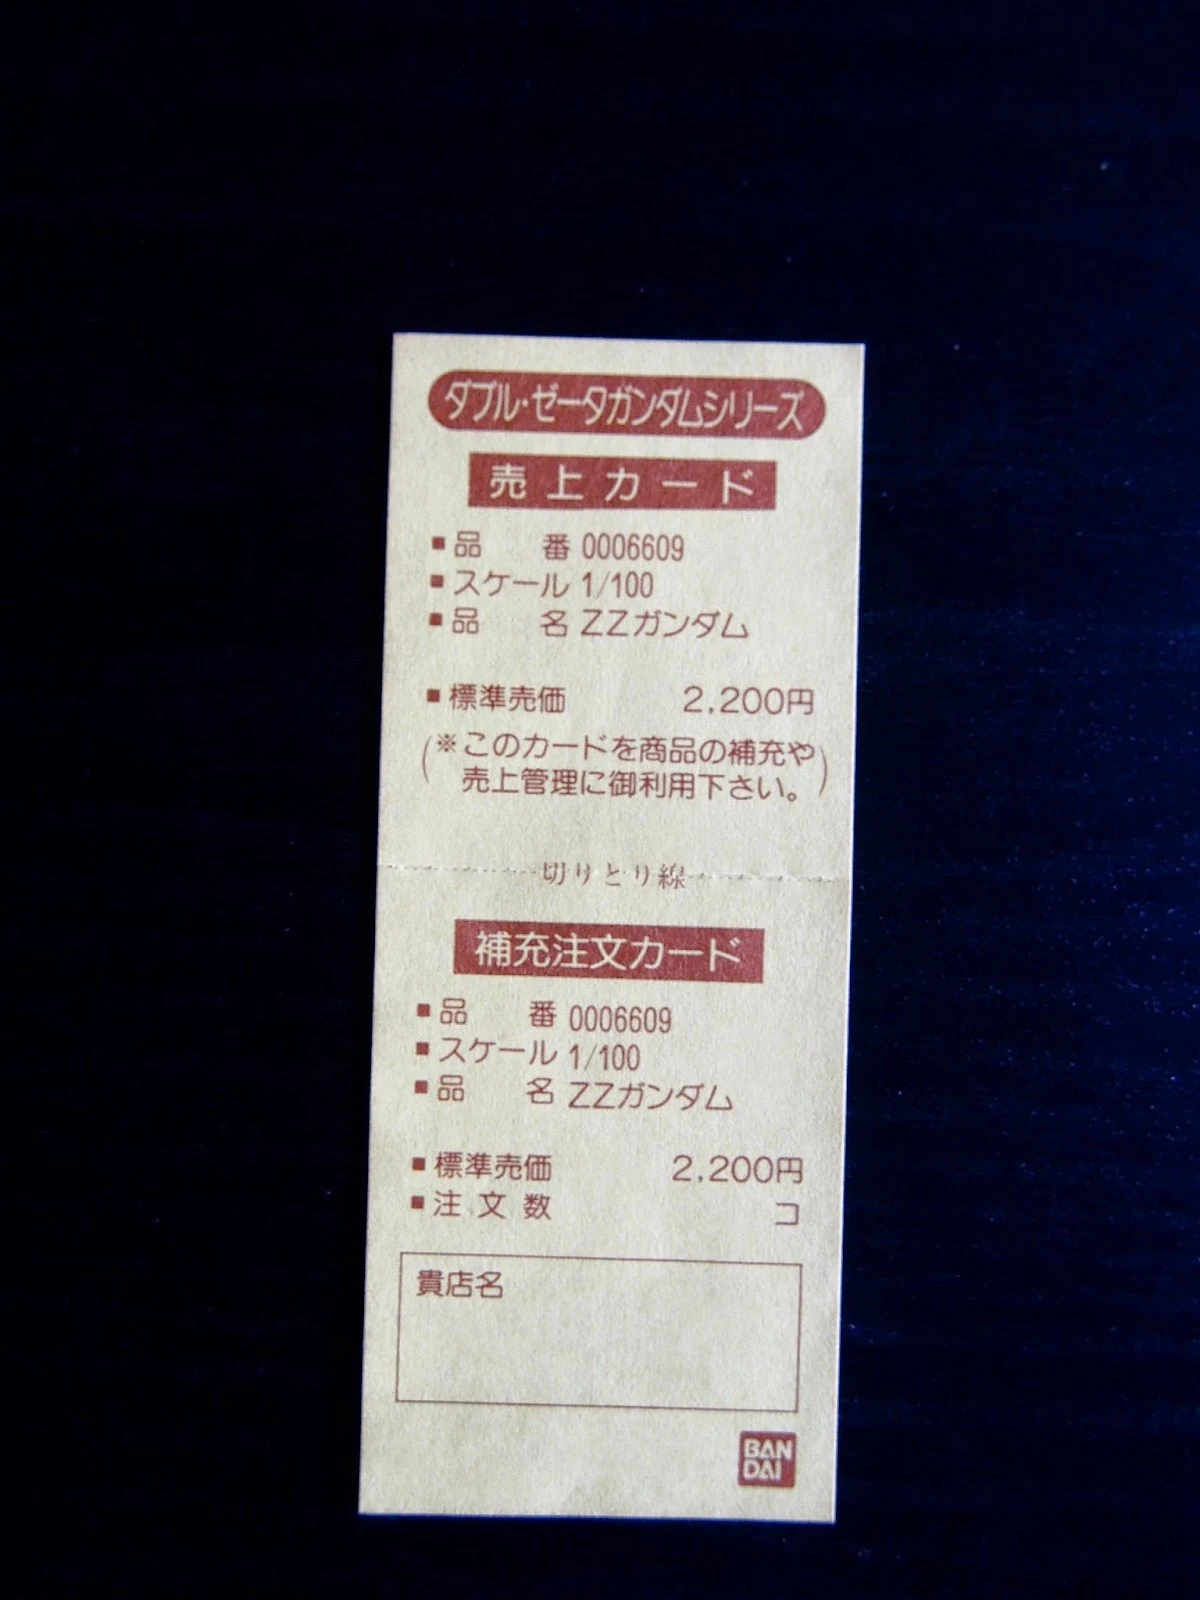 ダブル・ゼータガンダムシリーズ
売上カード
■品　　番 0006609
■スケール 1/100
■品　　名 ZZガンダム
■標準売価　　　2,200円
(※このカードを商品の補充や
売上管理に御利用下さい。)
切りとり線
補充注文カード
■品　　番 0006609
■スケール 1/100
■品　　名 ZZガンダム
■標準売価　　　2,200円
■注 文 数　　　コ
貴店名
BAN
DAI